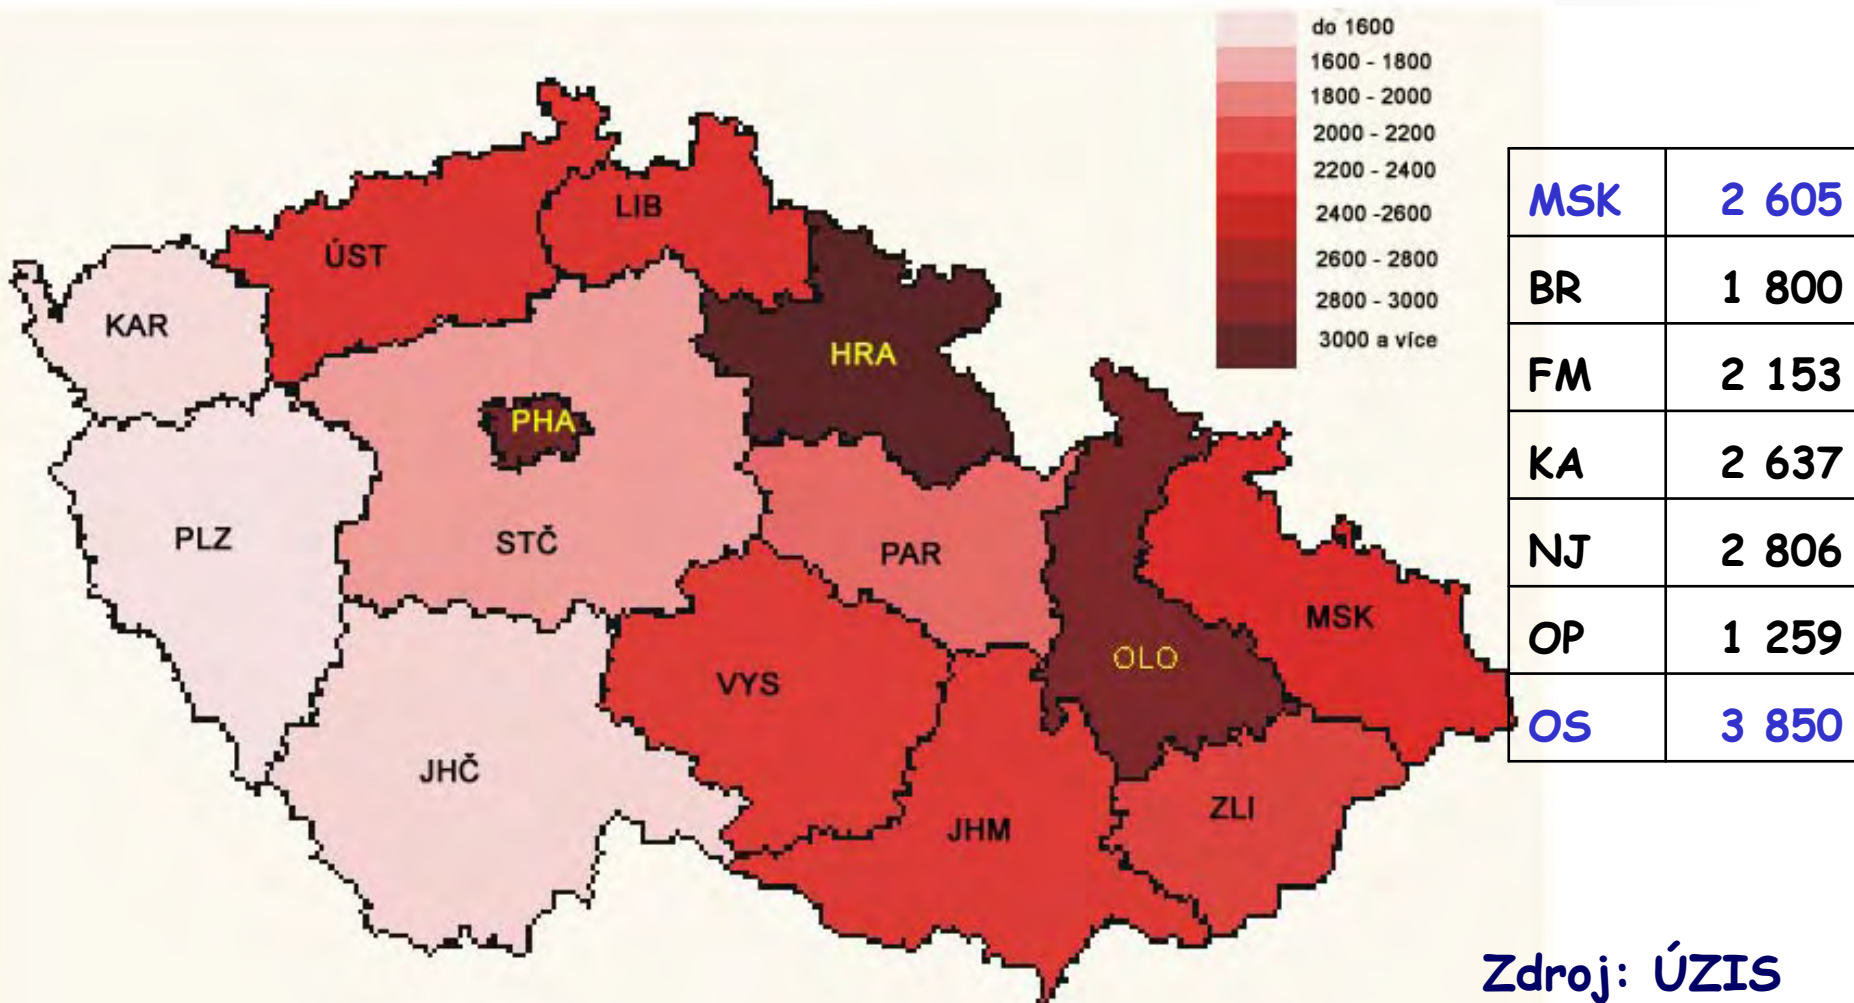 do 1600
1600 - 1800
1800 - 2000
2000 - 2200
2200 - 2400
2400 -2600
2600 - 2800
2800 - 3000
3000 a více
LIB
ÚST
KAR
HRA
PHA
PLZ
STČ
PAR
MSK
OLO
VYS
JHČ
ZLI
JHM
MSK 2 605
BR 1 800
FM 2 153
KA 2 637
NJ 2 806
OP 1 259
OS 3 850
Zdroj: ÚZIS